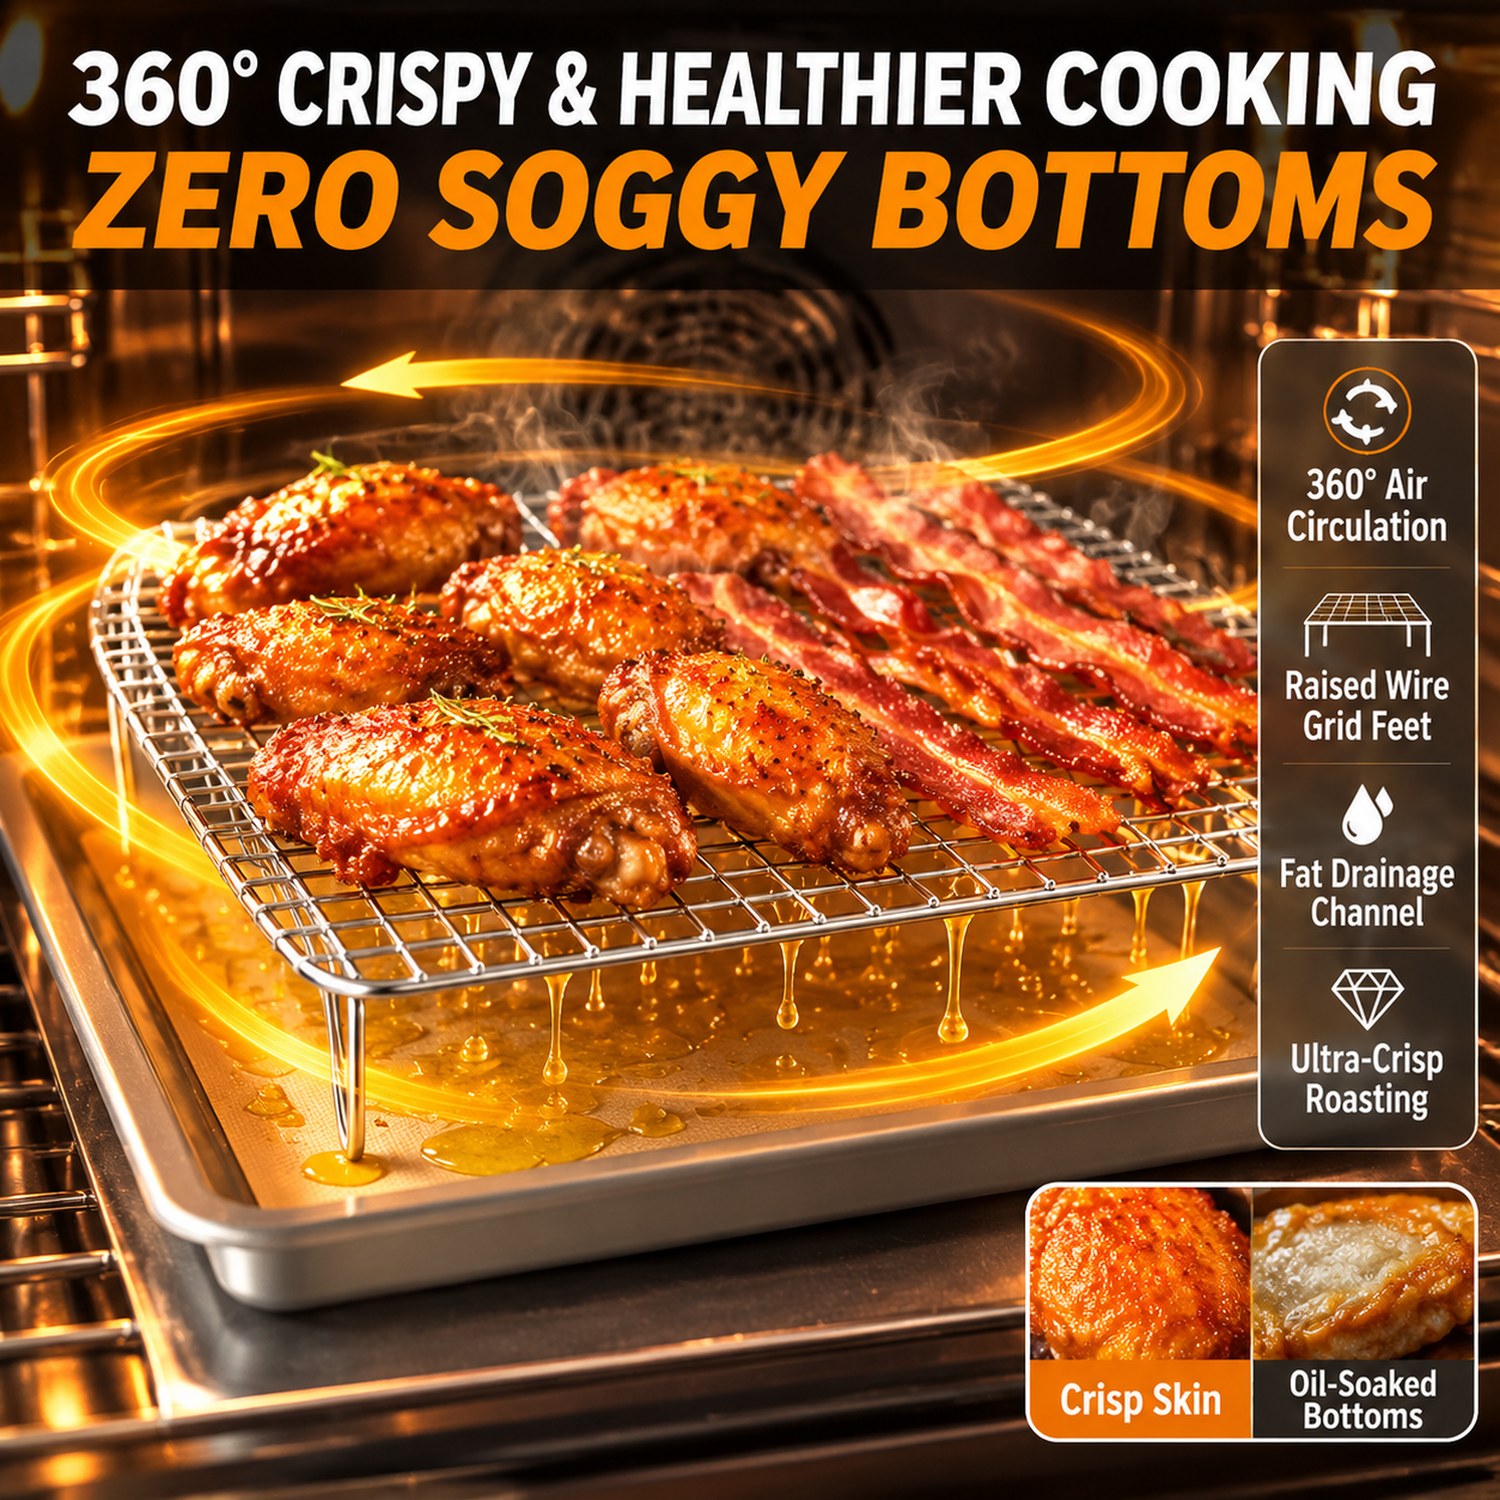 360° CRISPY & HEALTHIER COOKING
ZERO SOGGY BOTTOMS
360° Air
Circulation
Raised Wire
Grid Feet
Fat Drainage
Channel
Ultra-Crisp
Roasting
Crisp Skin
Oil-Soaked
Bottoms